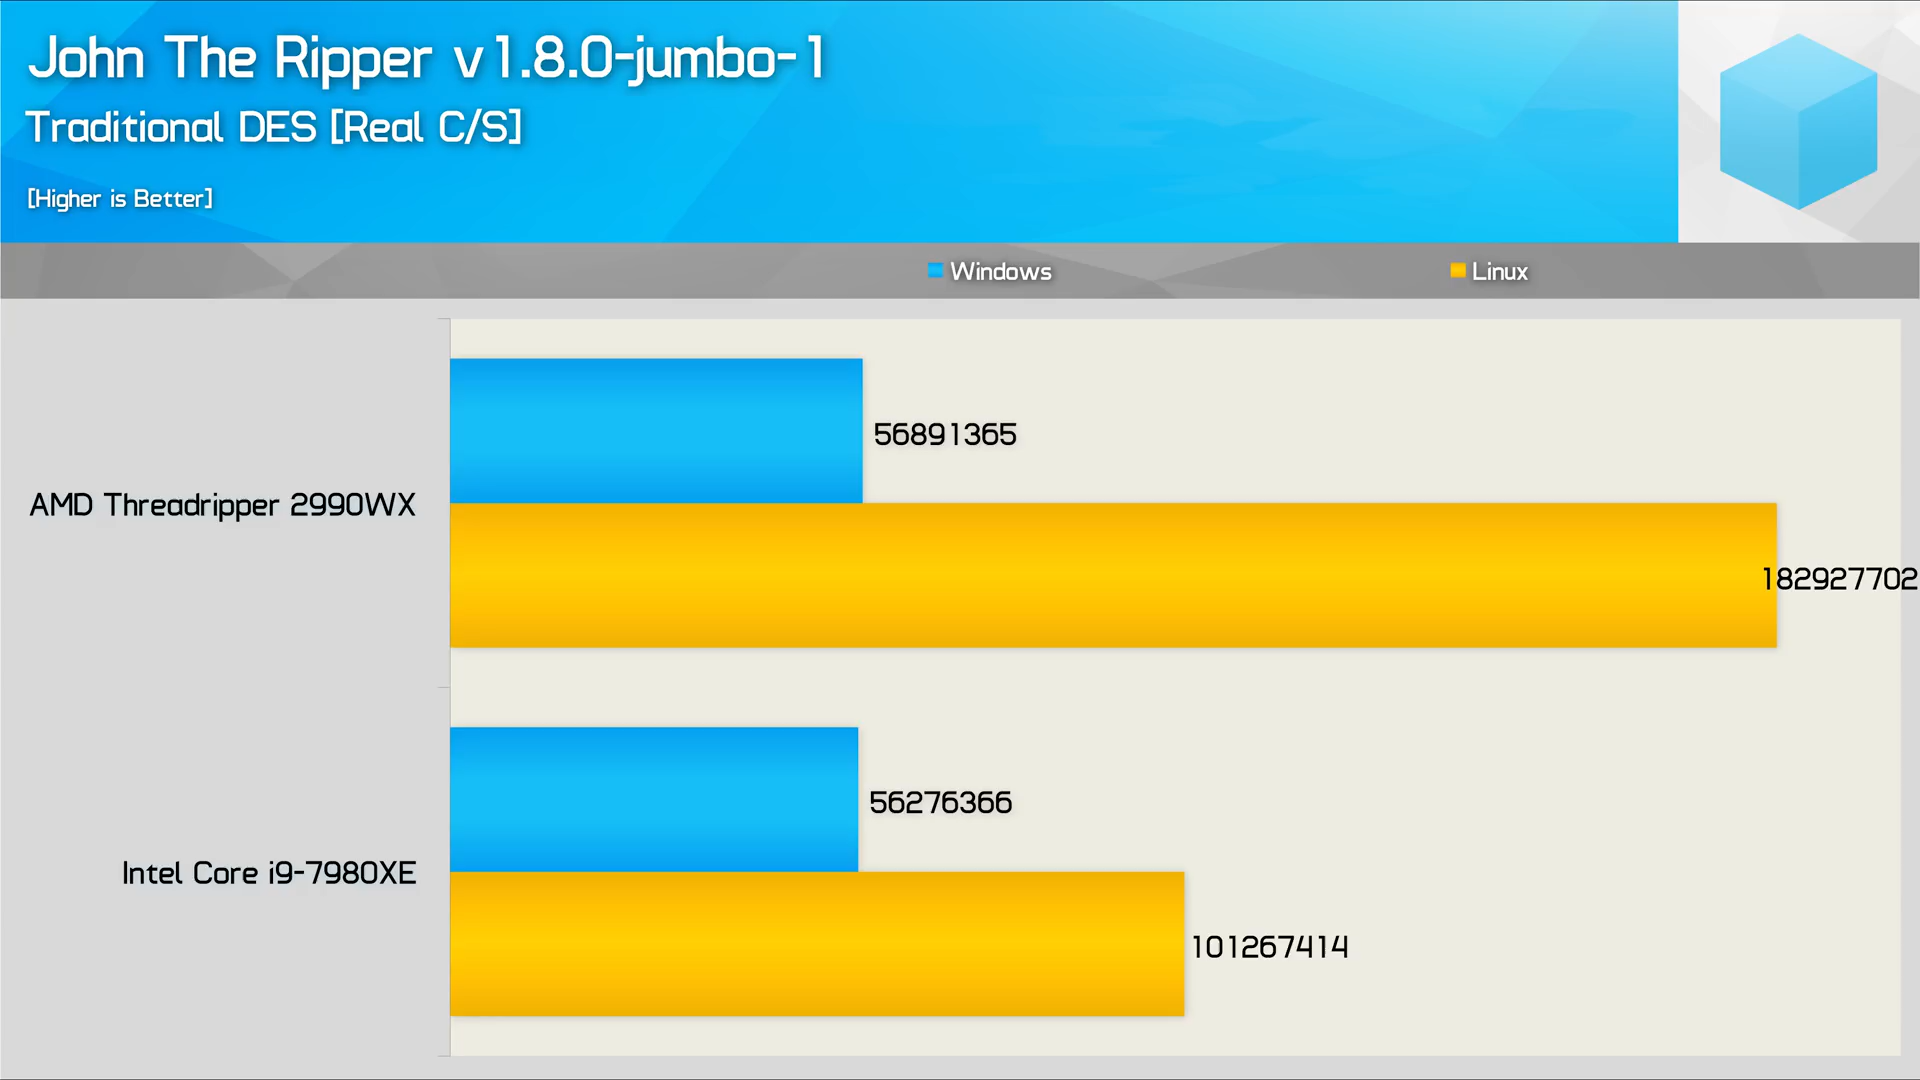 John The Ripper v1.8.0-jumbo-1
Traditional DES [Real C/S]
[Higher is Better]
Windows
Linux
56891365
AMD Threadripper 2990WX
182927702
56276366
Intel Core i9-7980XE
101267414